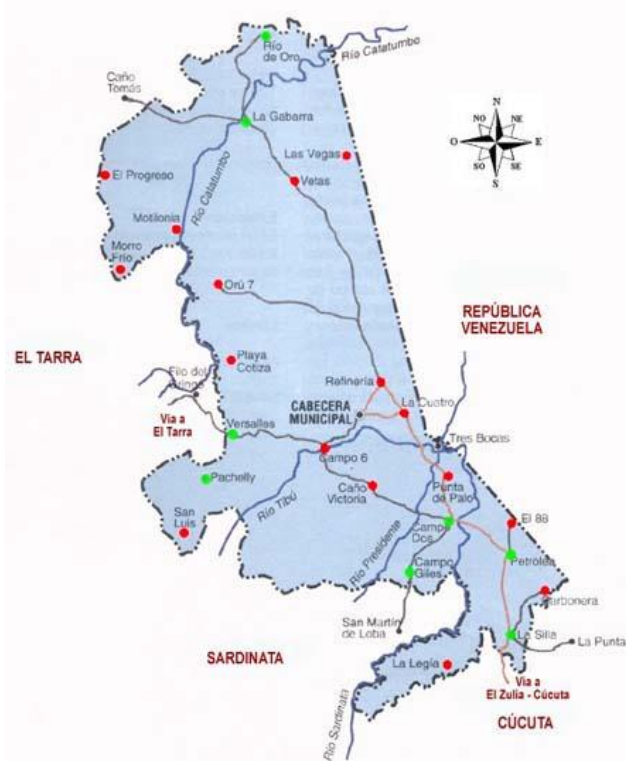 Río
de Oro
Río Catatumbo
Caño
Tomás
La Gabarra
N
NO
NE
O
E
SO
SE
S
Las Vegas
El Progreso
Vetas
Río Catatumbo
Motilonia
Morro
Frío
Orú 7
REPÚBLICA
VENEZUELA
EL TARRA
Playa
Cotiza
Filo del
Refinería
CABECERA
MUNICIPAL
La Cuatro
Vía a
El Tarra
Versalles
Tres Bocas
Campo 6
Pachelly
Caño
Victoria
Punta
de Palo
San
Luis
Río Tibú
El 88
Campo
Dos
Río Presidente
Petrolea
Campo
Giles
Carbonera
San Martín
de Loba
La Silla
La Punta
SARDINATA
La Legía
Vía a
El Zulia - Cúcuta
Río Sardinata
CÚCUTA